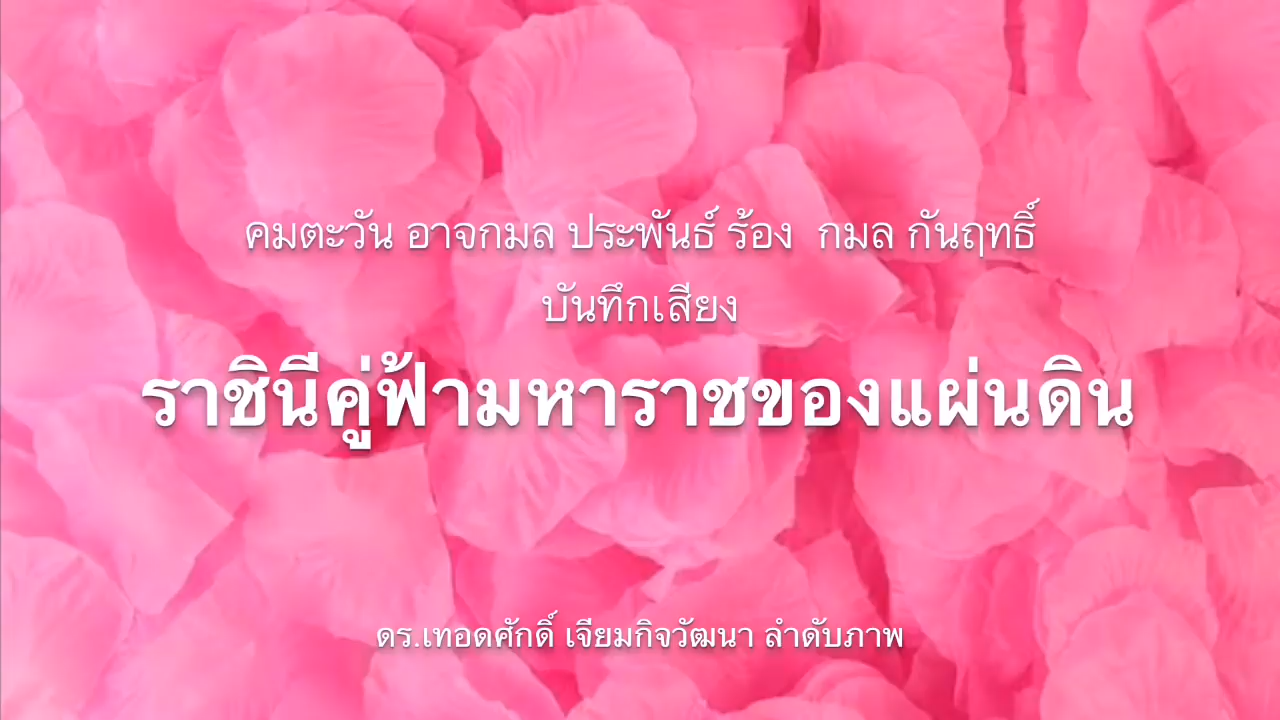 คมตะวัน อาจกมล ประพันธ์ ร้อง  กมล กันฤทธิ์
บันทึกเสียง
ราชินีคู่ฟ้ามหาราชของแผ่นดิน
ดร.เทอดศักดิ์ เจียมกิจวัฒนา ลำดับภาพ